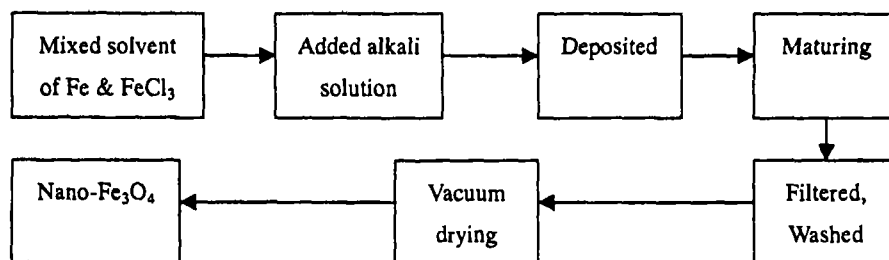 Mixed solvent
of Fe & FeCl₃
Added alkali
solution
Deposited
Maturing
Filtered,
Washed
Vacuum
drying
Nano-Fe₃O₄